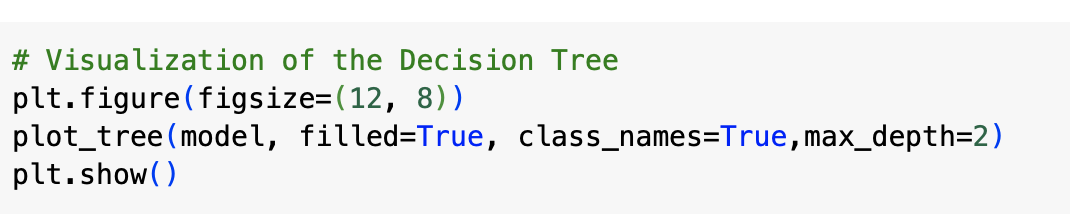 # Visualization of the Decision Tree
plt.figure(figsize=(12, 8))
plot_tree(model, filled=True, class_names=True,max_depth=2)
plt.show()